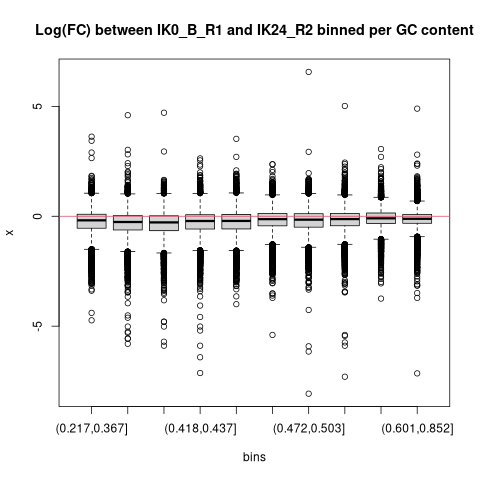 Log(FC) between IK0_B_R1 and IK24_R2 binned per GC content
5
0
-5
x
(0.217,0.367]
(0.418,0.437]
(0.472,0.503]
(0.601,0.852]
bins